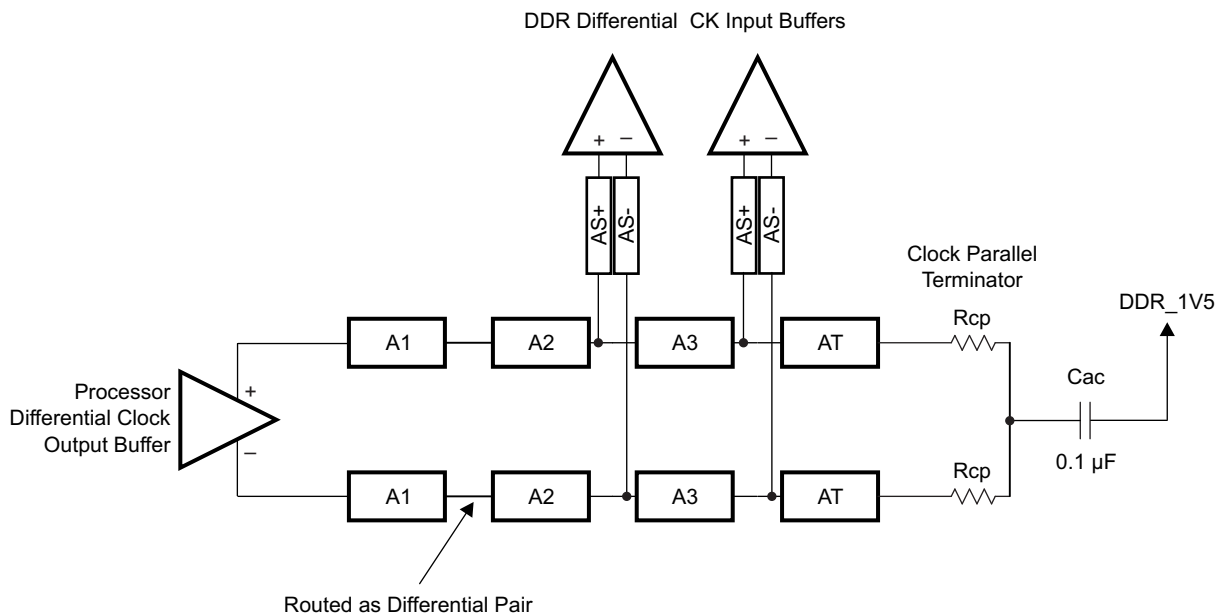 DDR Differential CK Input Buffers
+ − + −
AS+ AS- AS+ AS-
Clock Parallel
Terminator
DDR_1V5
Rcp
A1 A2 A3 AT
Cac
Processor
Differential Clock
Output Buffer
+
−
0.1 µF
Rcp
A1 A2 A3 AT
Routed as Differential Pair